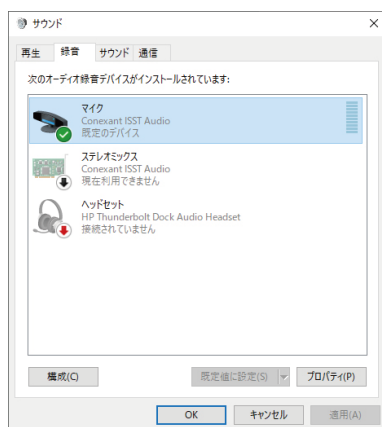 サウンド
再生 録音 サウンド 通信
次のオーディオ録音デバイスがインストールされています:
マイク
Conexant ISST Audio
既定のデバイス
ステレオミックス
Conexant ISST Audio
現在利用できません
ヘッドセット
HP Thunderbolt Dock Audio Headset
接続されていません
構成(C) 既定値に設定(S) プロパティ(P)
OK キャンセル 適用(A)